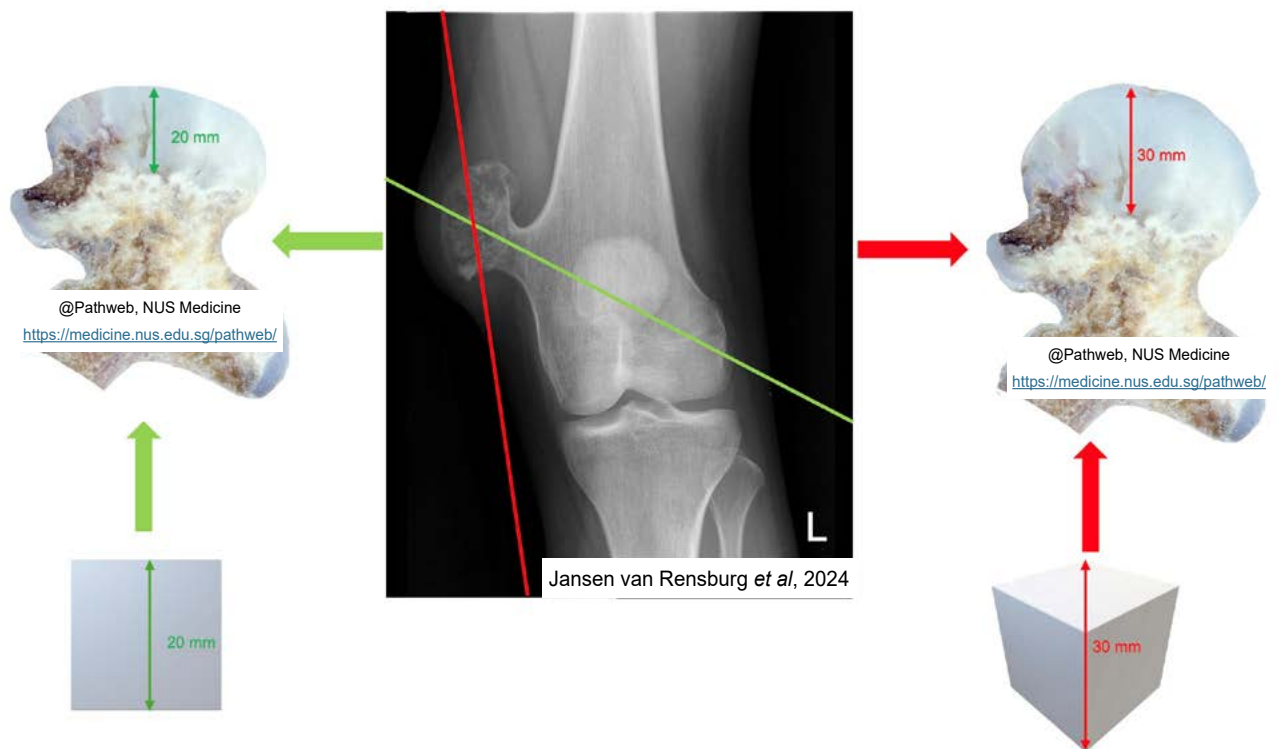 20 mm
@Pathweb, NUS Medicine
https://medicine.nus.edu.sg/pathweb/
20 mm
L
Jansen van Rensburg et al, 2024
30 mm
@Pathweb, NUS Medicine
https://medicine.nus.edu.sg/pathweb/
30 mm